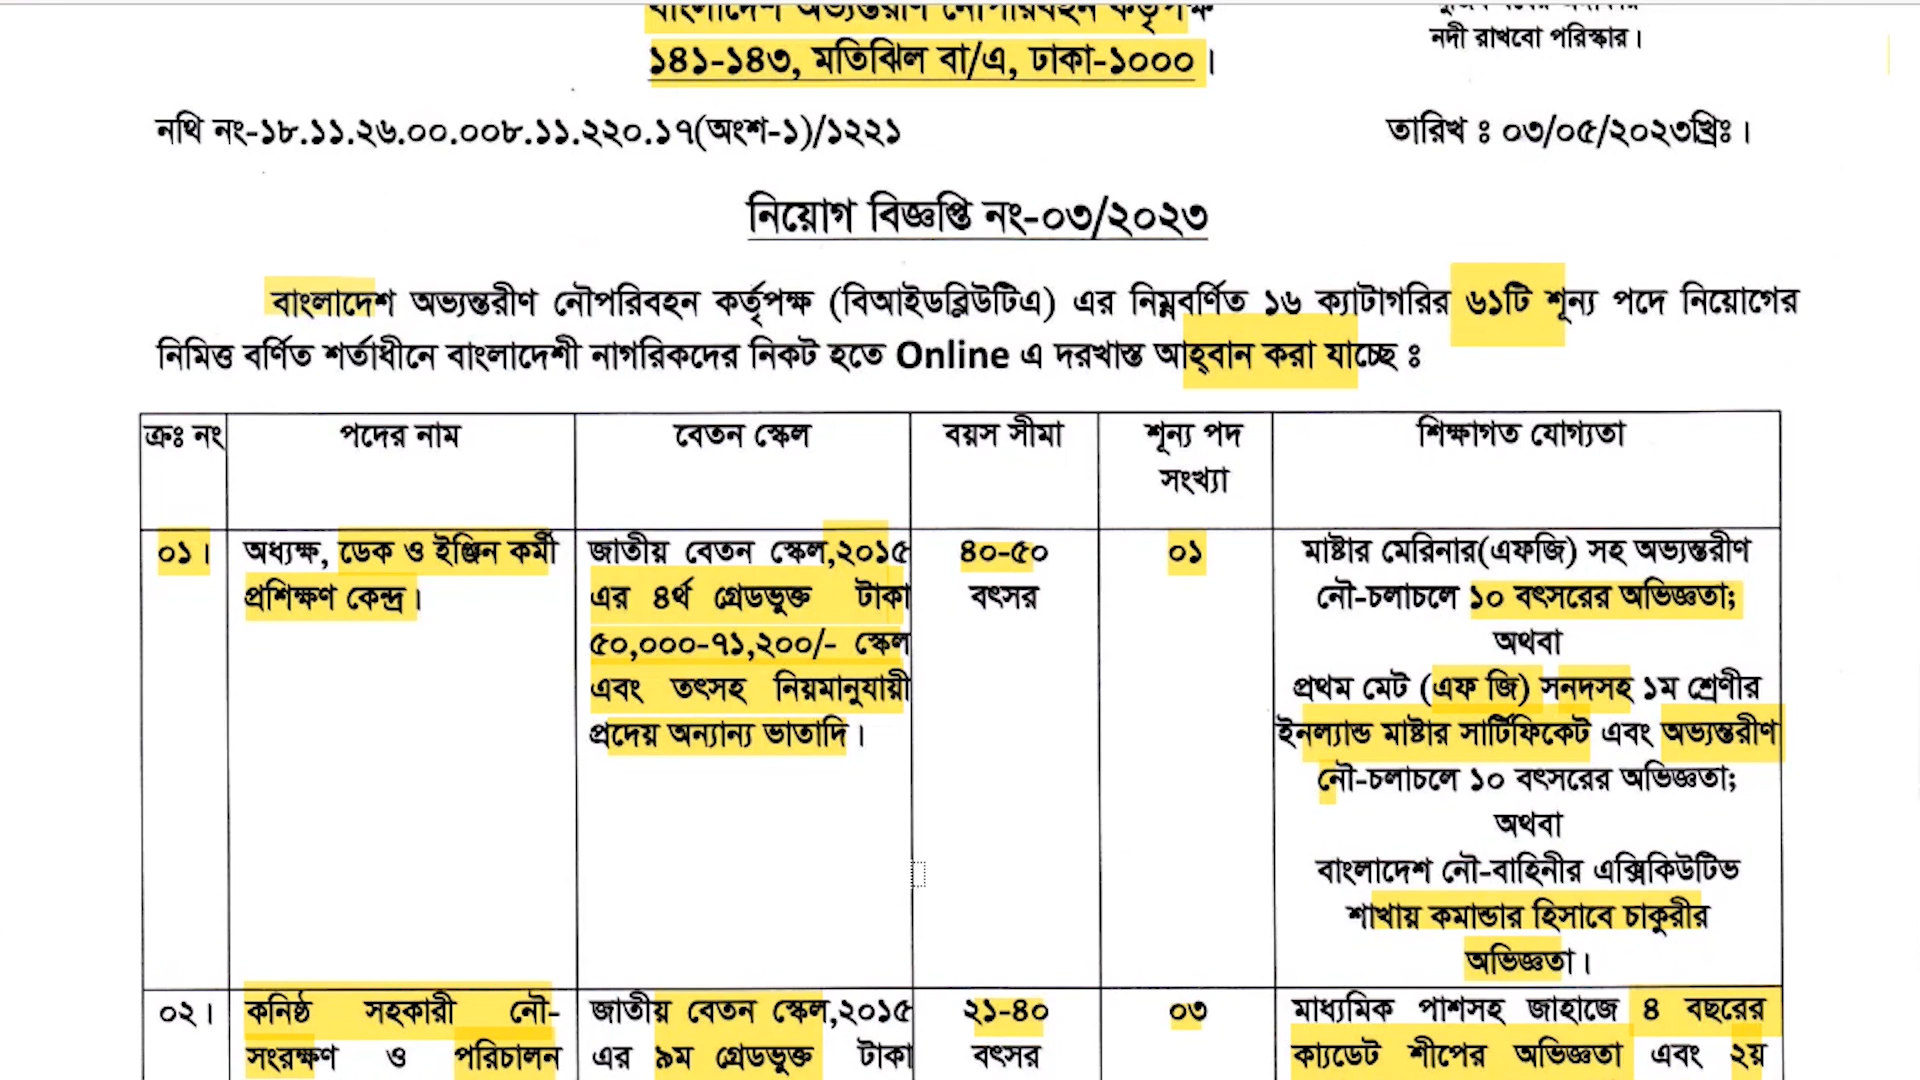 বাংলাদেশ অভ্যন্তরীণ নৌপরিবহন কর্তৃপক্ষ
১৪১-১৪৩, মতিঝিল বা/এ, ঢাকা-১০০০।
নদী রাখবো পরিস্কার।
নথি নং-১৮.১১.২৬.০০.০০৮.১১.২২০.১৭(অংশ-১)/১২২১
তারিখ ঃ ০৩/০৫/২০২৩খ্রিঃ।
নিয়োগ বিজ্ঞপ্তি নং-০৩/২০২৩
বাংলাদেশ অভ্যন্তরীণ নৌপরিবহন কর্তৃপক্ষ (বিআইডব্লিউটিএ) এর নিম্নবর্ণিত ১৬ ক্যাটাগরির ৬১টি শূন্য পদে নিয়োগের
নিমিত্ত বর্ণিত শর্তাধীনে বাংলাদেশী নাগরিকদের নিকট হতে Online এ দরখাস্ত আহ্‌বান করা যাচ্ছে ঃ
ক্রঃ নং
পদের নাম
বেতন স্কেল
বয়স সীমা
শূন্য পদ
সংখ্যা
শিক্ষাগত যোগ্যতা
০১।
অধ্যক্ষ, ডেক ও ইঞ্জিন কর্মী
প্রশিক্ষণ কেন্দ্র।
জাতীয় বেতন স্কেল,২০১৫
এর ৪র্থ গ্রেডভুক্ত টাকা
৫০,০০০-৭১,২০০/- স্কেল
এবং তৎসহ নিয়মানুযায়ী
প্রদেয় অন্যান্য ভাতাদি।
৪০-৫০
বৎসর
০১
মাষ্টার মেরিনার(এফজি) সহ অভ্যন্তরীণ
নৌ-চলাচলে ১০ বৎসরের অভিজ্ঞতা;
অথবা
প্রথম মেট (এফ জি) সনদসহ ১ম শ্রেণীর
ইনল্যান্ড মাষ্টার সার্টিফিকেট এবং অভ্যন্তরীণ
নৌ-চলাচলে ১০ বৎসরের অভিজ্ঞতা;
অথবা
বাংলাদেশ নৌ-বাহিনীর এক্সিকিউটিভ
শাখায় কমান্ডার হিসাবে চাকুরীর
অভিজ্ঞতা।
০২।
কনিষ্ঠ সহকারী নৌ-
সংরক্ষণ ও পরিচালন
জাতীয় বেতন স্কেল,২০১৫
এর ৯ম গ্রেডভুক্ত টাকা
২১-৪০
বৎসর
০৩
মাধ্যমিক পাশসহ জাহাজে ৪ বছরের
ক্যাডেট শীপের অভিজ্ঞতা এবং ২য়